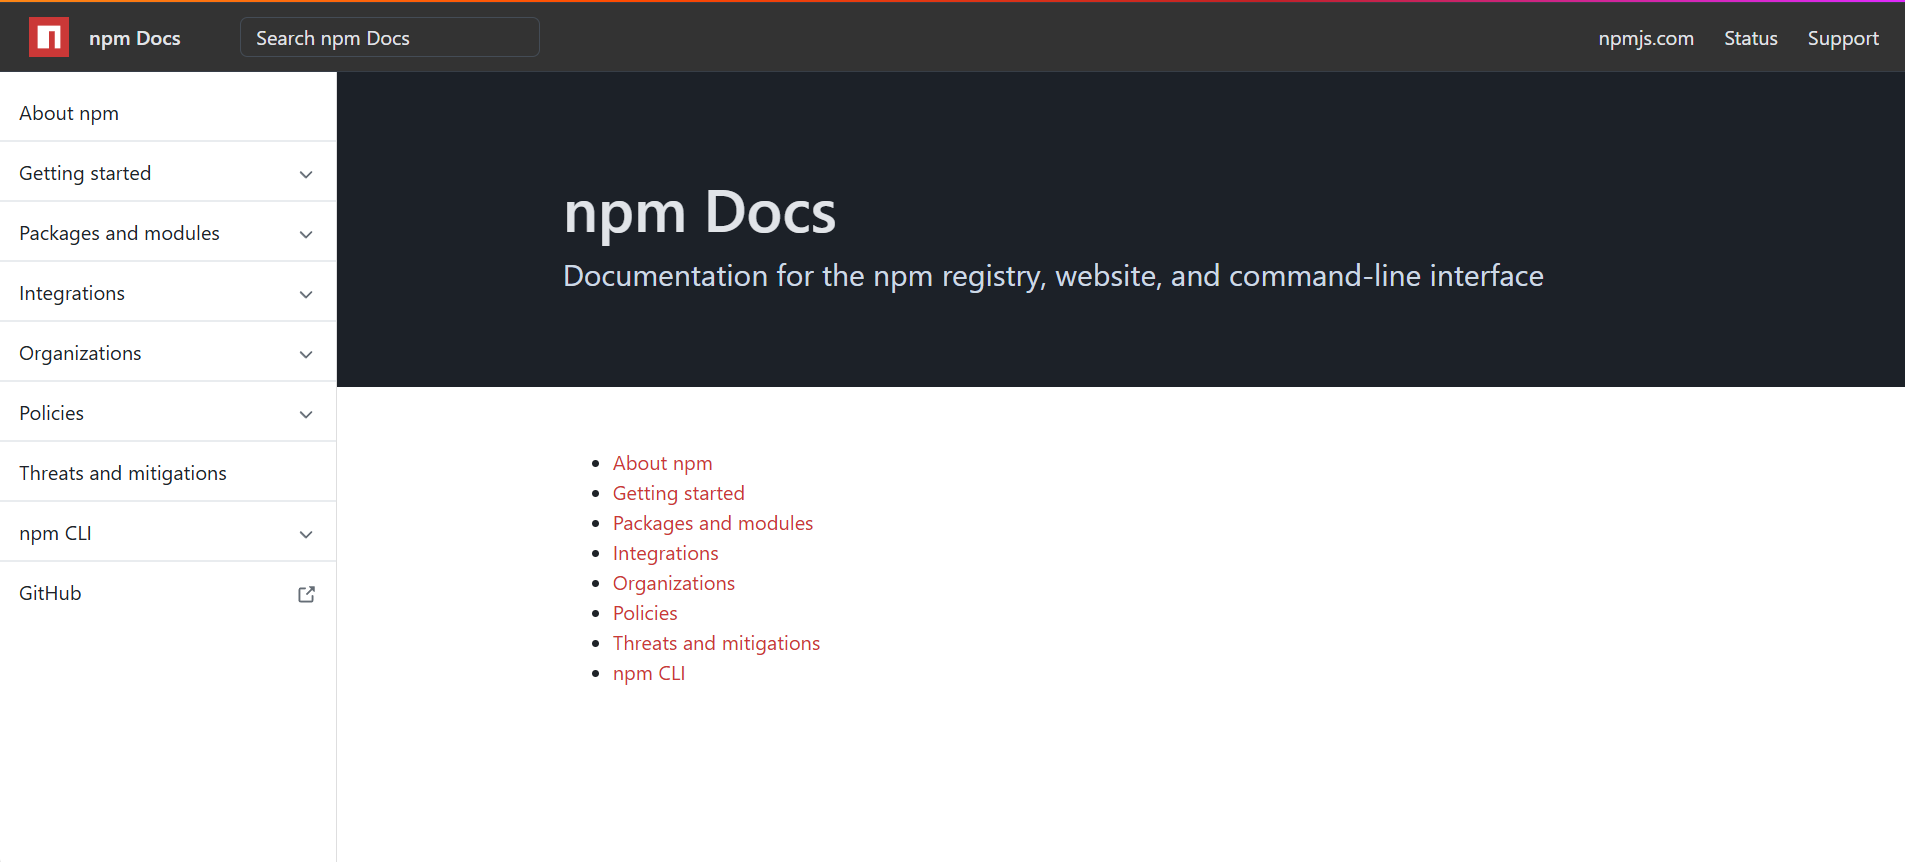 npm Docs
Search npm Docs
npmjs.com
Status
Support
About npm
Getting started
Packages and modules
Integrations
Organizations
Policies
Threats and mitigations
npm CLI
GitHub
npm Docs
Documentation for the npm registry, website, and command-line interface
About npm
Getting started
Packages and modules
Integrations
Organizations
Policies
Threats and mitigations
npm CLI